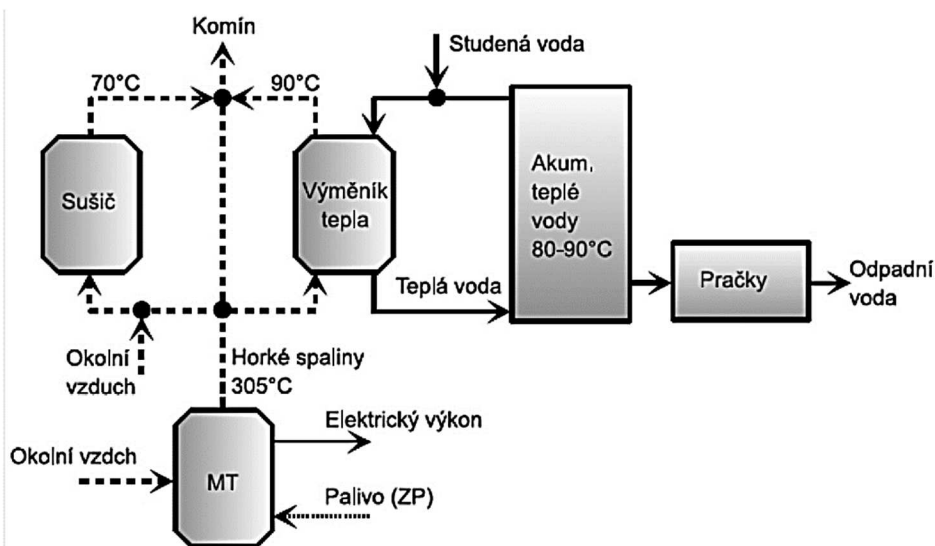 Komín
Studená voda
70°C
90°C
Sušič
Výměník
tepla
Akum,
teplé
vody
80-90°C
Pračky
Odpadní
voda
Teplá voda
Okolní
vzduch
Horké spaliny
305°C
Elektrický výkon
Okolní vzdch
MT
Palivo (ZP)